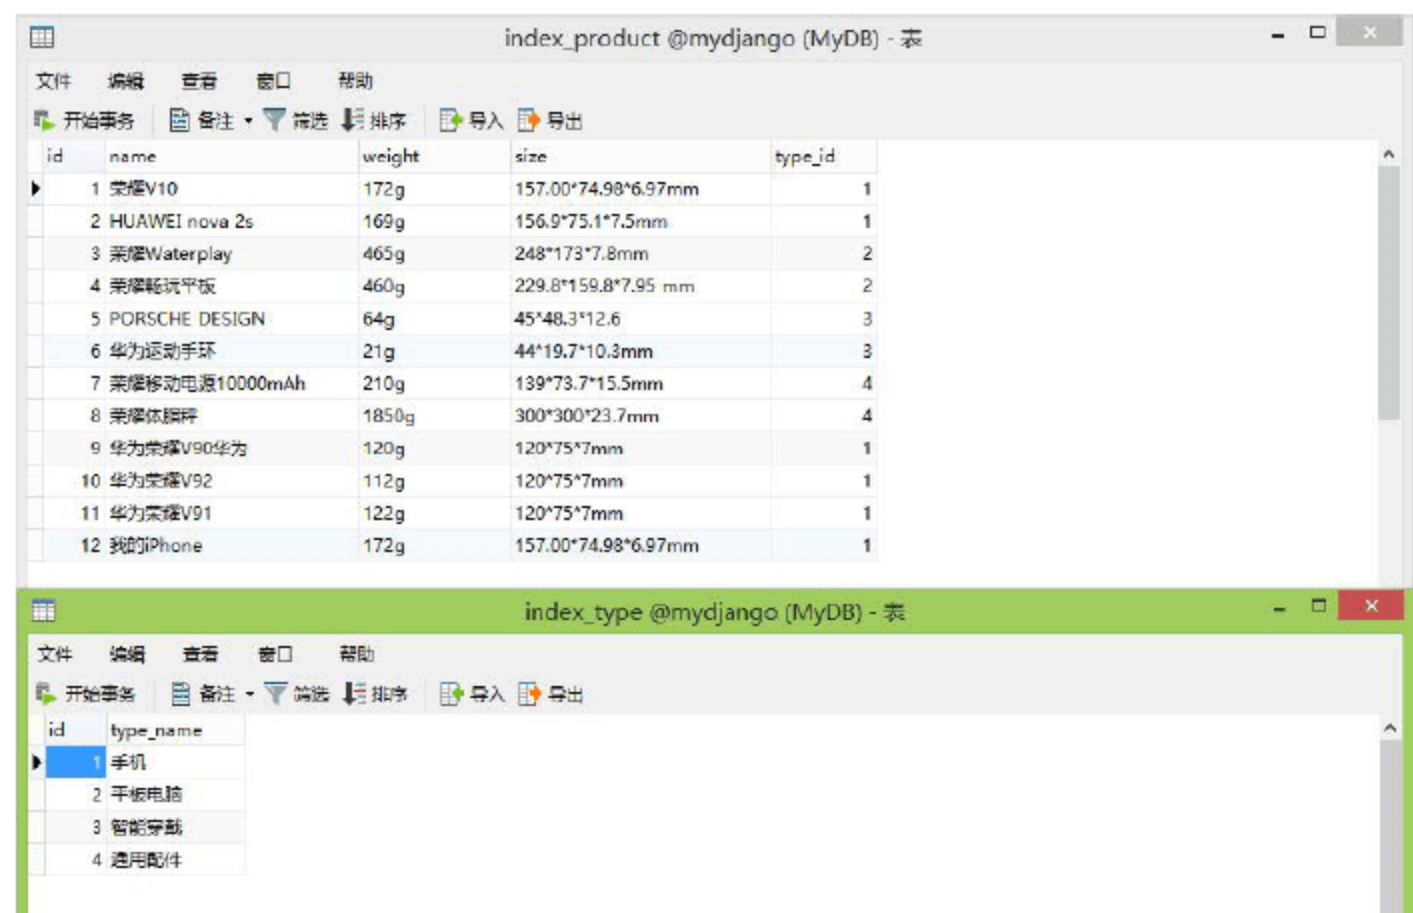 index_product @mydjango (MyDB) - 表
文件 编辑 查看 窗口 帮助
开始事务 备注 筛选 排序 导入 导出
id name weight size type_id
1 荣耀V10 172g 157.00*74.98*6.97mm 1
2 HUAWEI nova 2s 169g 156.9*75.1*7.5mm 1
3 荣耀Waterplay 465g 248*173*7.8mm 2
4 荣耀畅玩平板 460g 229.8*159.8*7.95 mm 2
5 PORSCHE DESIGN 64g 45*48.3*12.6 3
6 华为运动手环 21g 44*19.7*10.3mm 3
7 荣耀移动电源10000mAh 210g 139*73.7*15.5mm 4
8 荣耀体脂秤 1850g 300*300*23.7mm 4
9 华为荣耀V90华为 120g 120*75*7mm 1
10 华为荣耀V92 112g 120*75*7mm 1
11 华为荣耀V91 122g 120*75*7mm 1
12 我的iPhone 172g 157.00*74.98*6.97mm 1
index_type @mydjango (MyDB) - 表
文件 编辑 查看 窗口 帮助
开始事务 备注 筛选 排序 导入 导出
id type_name
1 手机
2 平板电脑
3 智能穿戴
4 通用配件